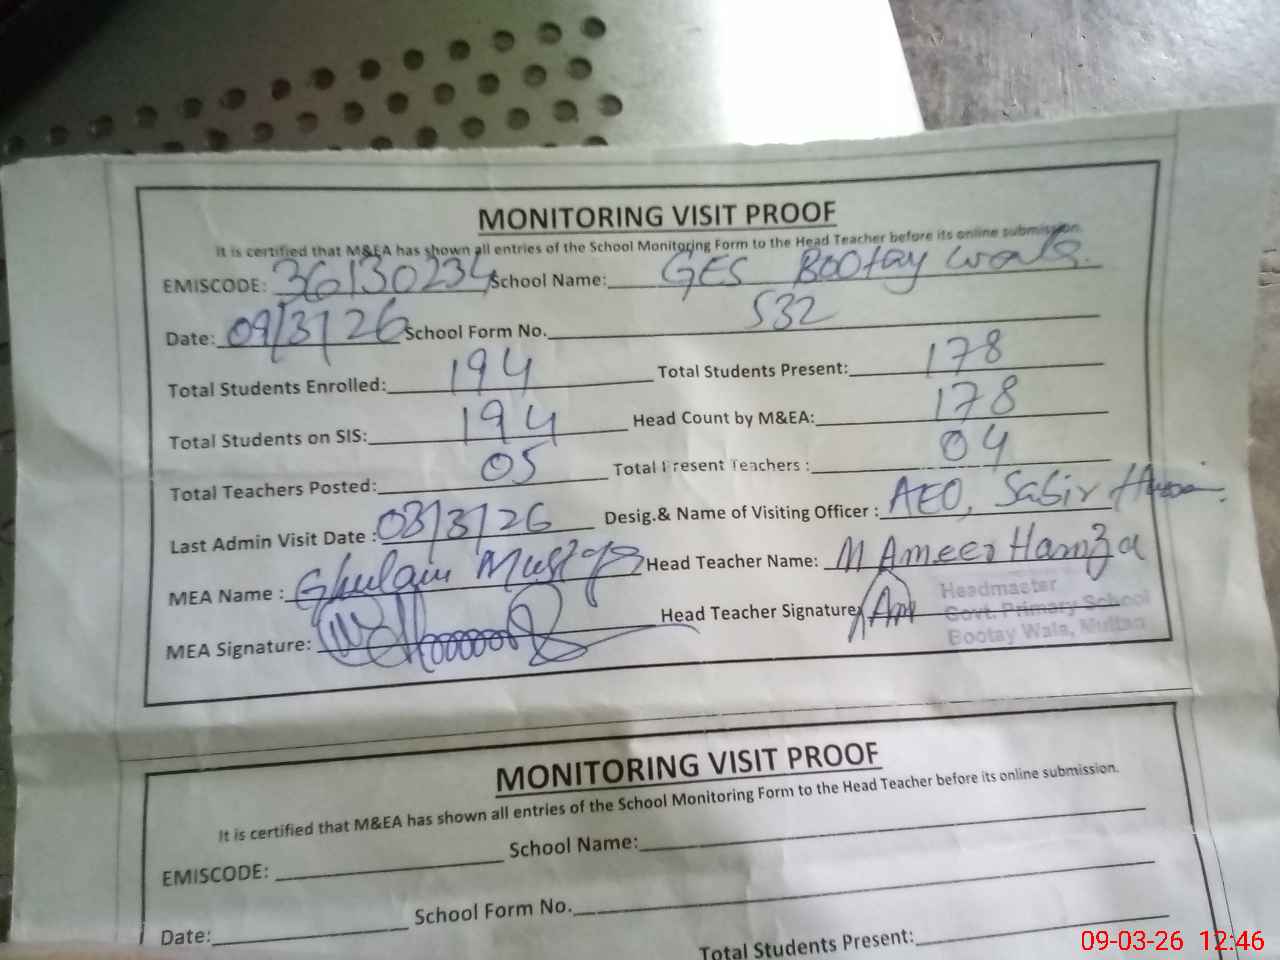 MONITORING VISIT PROOF
It is certified that M&EA has shown all entries of the School Monitoring Form to the Head Teacher before its online submission.
EMISCODE: 36130234 School Name: GES Bootay wala
Date: 09/3/26 School Form No. 532
Total Students Enrolled: 194 Total Students Present: 178
Total Students on SIS: 194 Head Count by M&EA: 178
Total Teachers Posted: 05 Total Present Teachers : 04
Last Admin Visit Date : 03/3/26 Desig.& Name of Visiting Officer : AEO, Sabir
MEA Name : Ghulam Head Teacher Name: M Ameer Hamza
MEA Signature: Head Teacher Signature
Headmaster
Govt. Primary School
Bootay Wala, Multan
MONITORING VISIT PROOF
It is certified that M&EA has shown all entries of the School Monitoring Form to the Head Teacher before its online submission.
EMISCODE: School Name:
Date: School Form No.
Total Students Present:
09-03-26 12:46